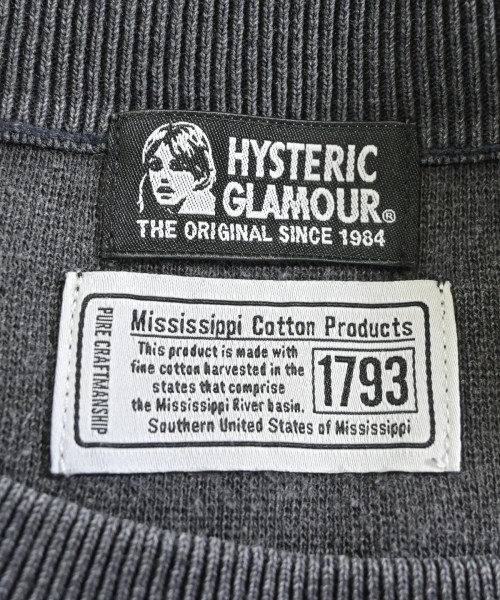 HYSTERIC
GLAMOUR®
THE ORIGINAL SINCE 1984
PURE CRAFTMANSHIP
Mississippi Cotton Products
This product is made with
fine cotton harvested in the
states that comprise
the Mississippi River basin.
1793
Southern United States of Mississippi